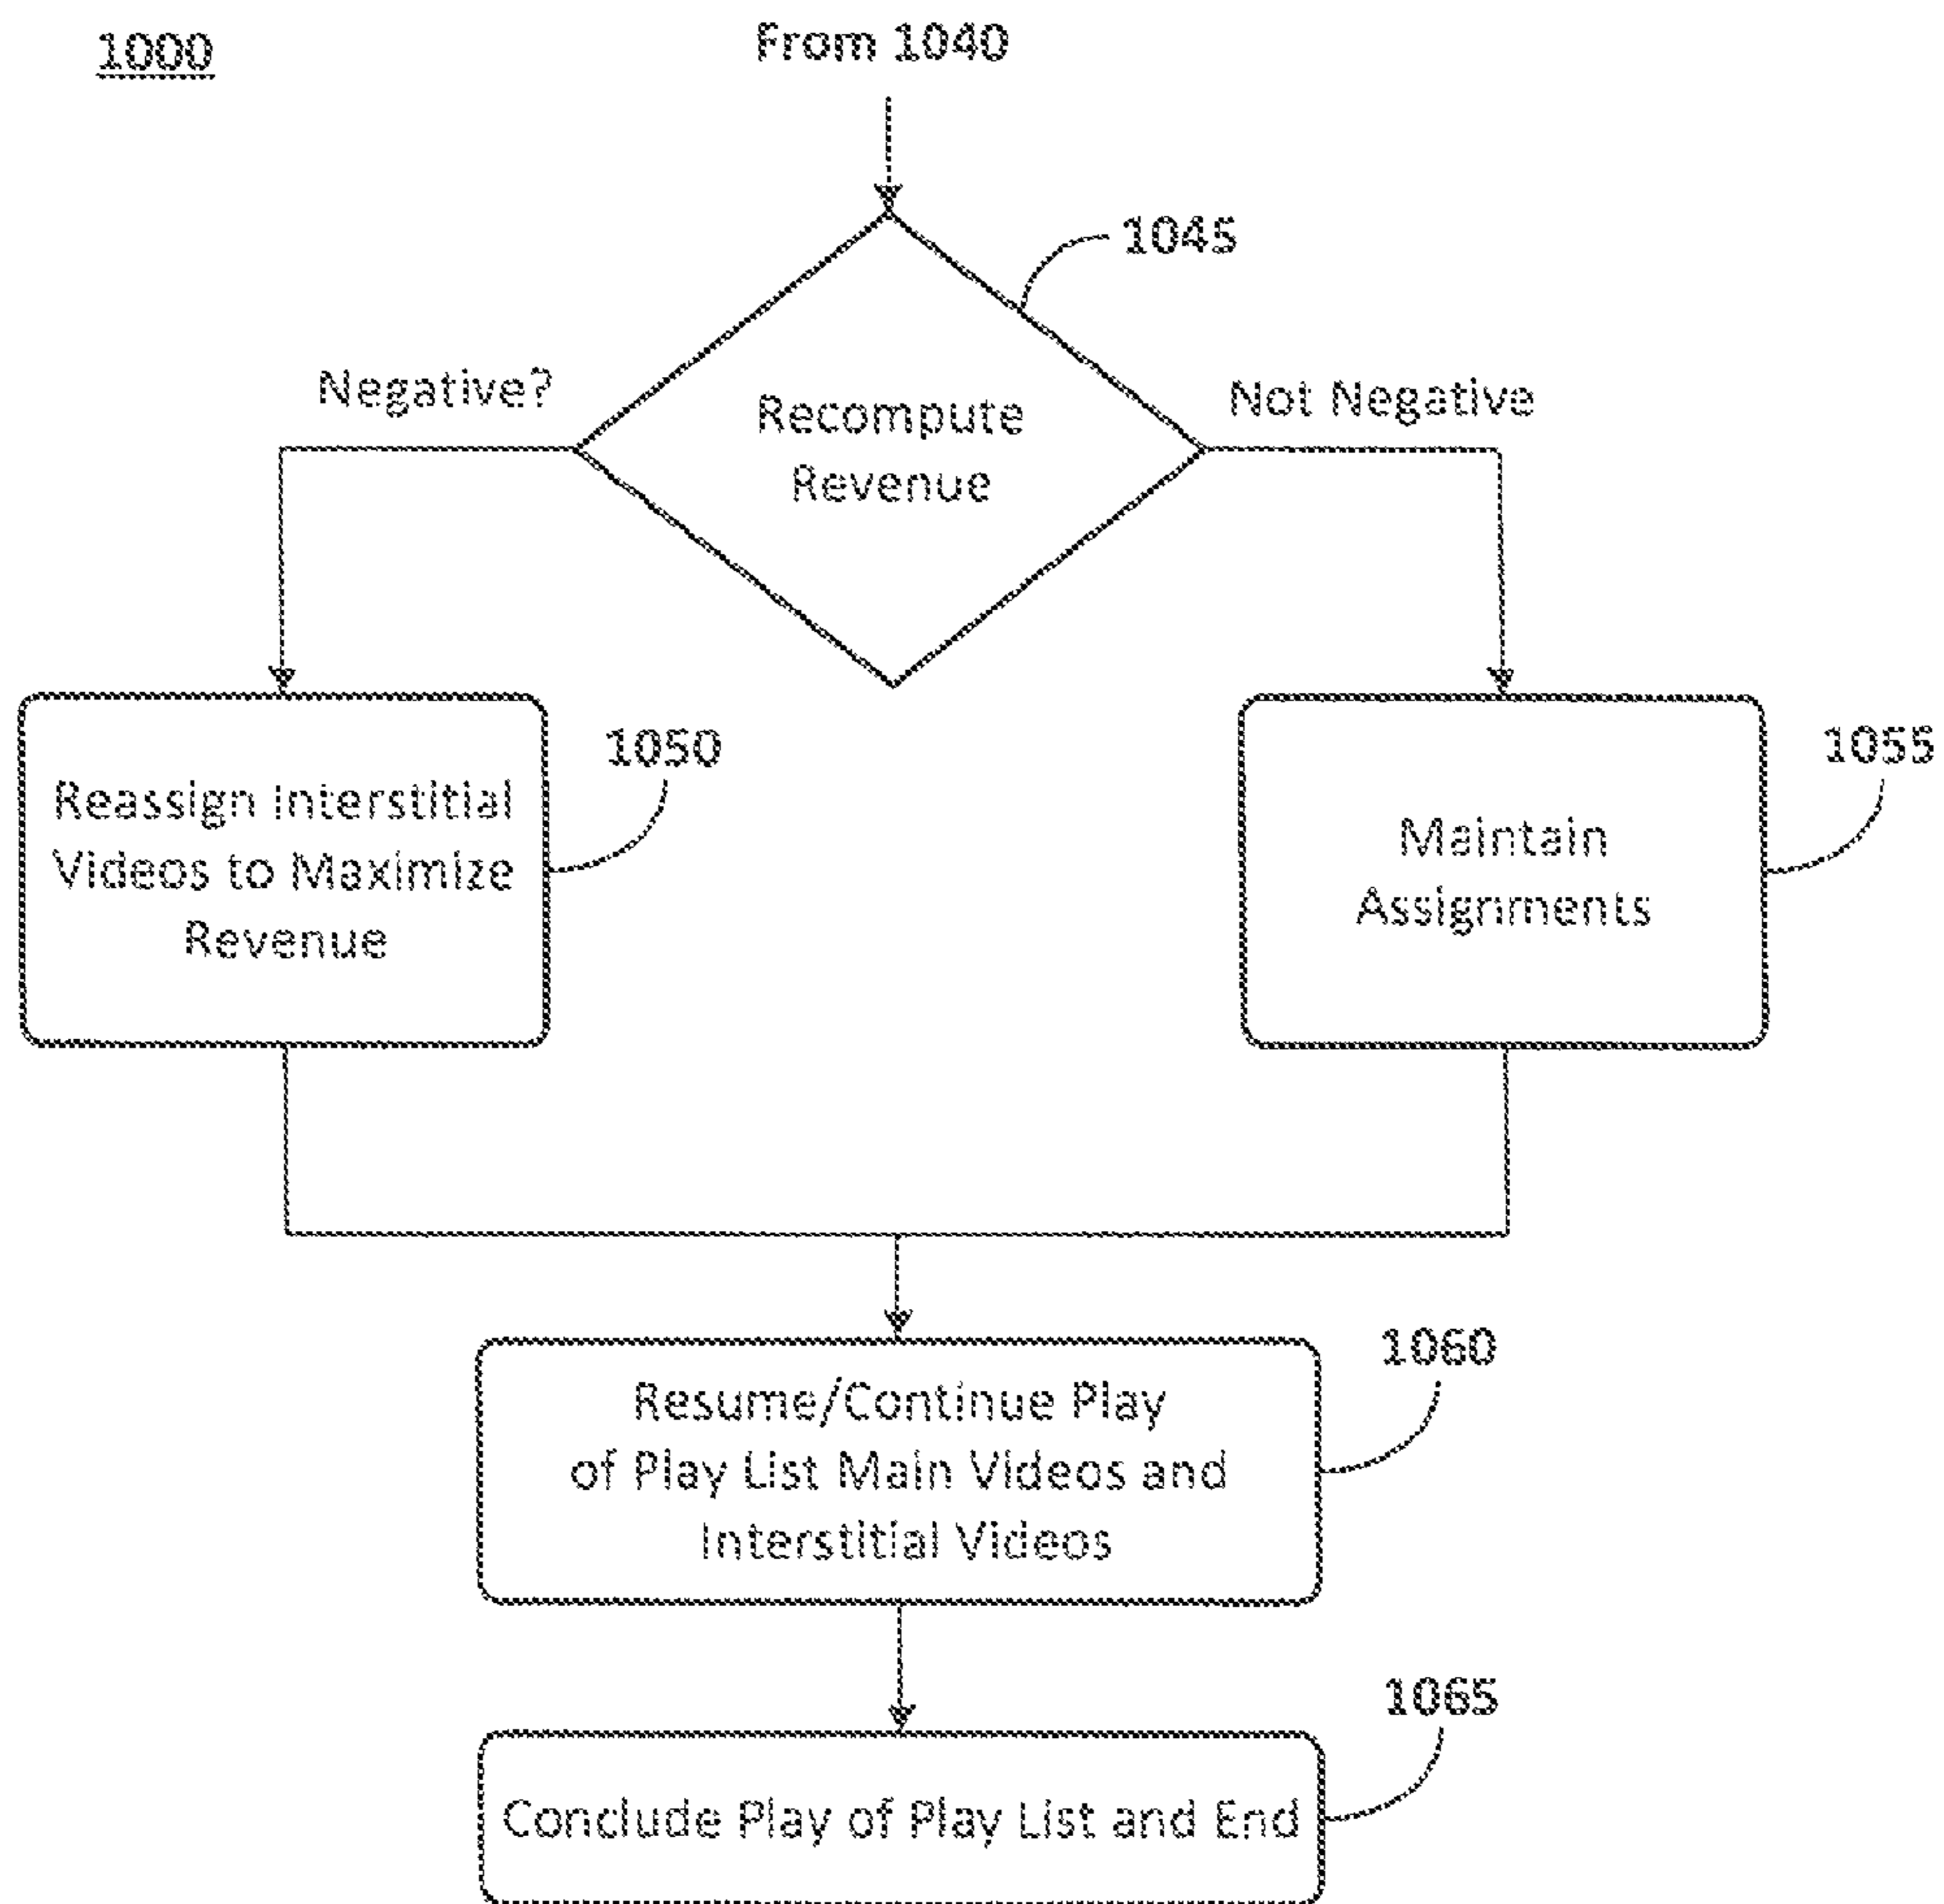 1000
From 1040
1045
Negative?
Not Negative
Recompute
Revenue
1050
Reassign Interstitial
Videos to Maximize
Revenue
1055
Maintain
Assignments
1060
Resume/Continue Play
of Play List Main Videos and
Interstitial Videos
1065
Conclude Play of Play List and End